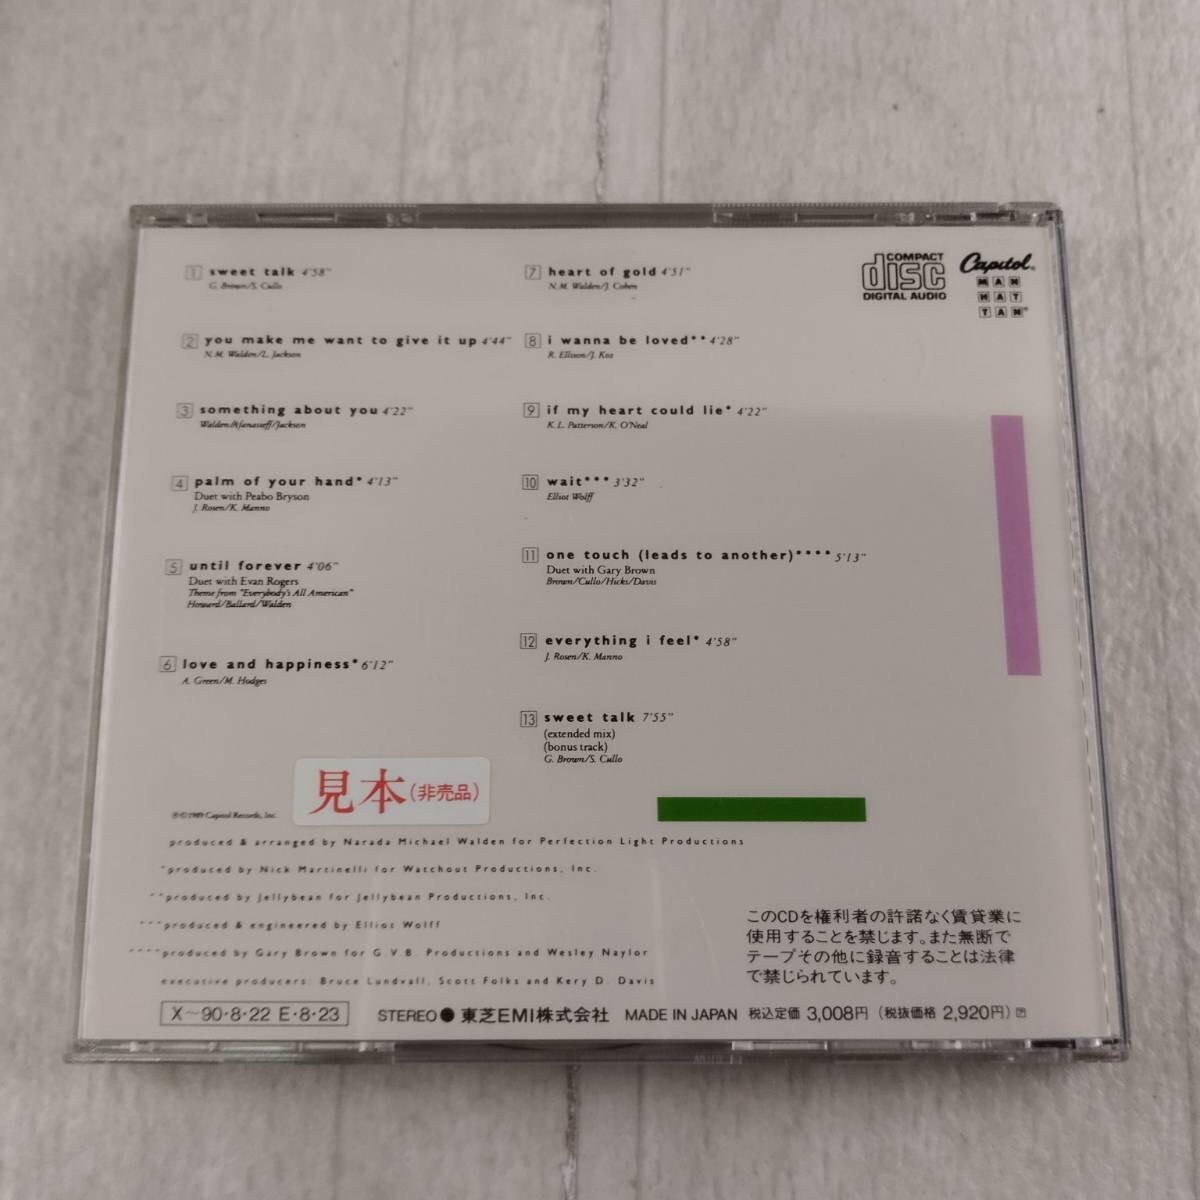 1 sweet talk 4'58"
G. Brown/S. Cullo
2 you make me want to give it up 4'44"
N.M. Walden/L. Jackson
3 something about you 4'22"
Walden/Afanasieff/Jackson
4 palm of your hand* 4'13"
Duet with Peabo Bryson
J. Rosen/K. Manno
5 until forever 4'06"
Duet with Evan Rogers
Theme from "Everybody's All American"
Howard/Ballard/Walden
6 love and happiness* 6'12"
A. Green/M. Hodges
7 heart of gold 4'51"
N.M. Walden/J. Cohen
8 i wanna be loved** 4'28"
R. Ellison/J. Koz
9 if my heart could lie* 4'22"
K.L. Patterson/K. O'Neal
10 wait*** 3'32"
Elliot Wolff
11 one touch (leads to another)**** 5'13"
Duet with Gary Brown
Brown/Cullo/Hicks/Davis
12 everything i feel* 4'58"
J. Rosen/K. Manno
13 sweet talk 7'55"
(extended mix)
(bonus track)
G. Brown/S. Cullo
COMPACT
disc
DIGITAL AUDIO
Capitol®
MAN
HAT
TAN®
見本(非売品)
℗©1989 Capitol Records, Inc.
produced & arranged by Narada Michael Walden for Perfection Light Productions
*produced by Nick Martinelli for Watchout Productions, Inc.
**produced by Jellybean for Jellybean Productions, Inc.
***produced & engineered by Elliot Wolff
****produced by Gary Brown for G.V.B. Productions and Wesley Naylor
executive producers: Bruce Lundvall, Scott Folks and Kery D. Davis
このCDを権利者の許諾なく賃貸業に
使用することを禁じます。また無断で
テープその他に録音することは法律
で禁じられています。
X〜90・8・22 E・8・23
STEREO● 東芝EMI株式会社 MADE IN JAPAN 税込定価 3,008円 (税抜価格 2,920円)